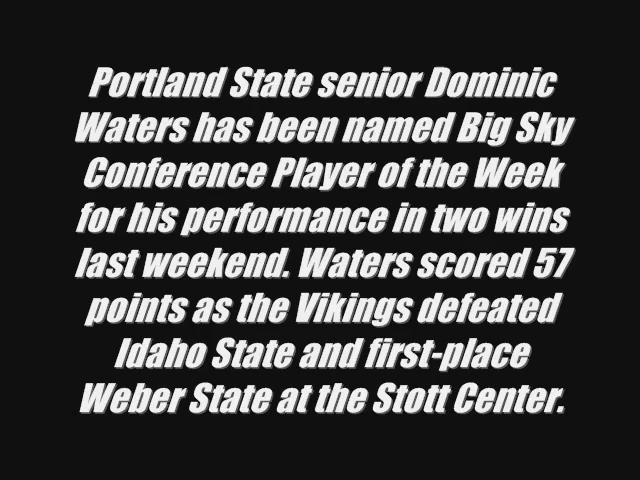 Portland State senior Dominic
Waters has been named Big Sky
Conference Player of the Week
for his performance in two wins
last weekend. Waters scored 57
points as the Vikings defeated
Idaho State and first-place
Weber State at the Stott Center.